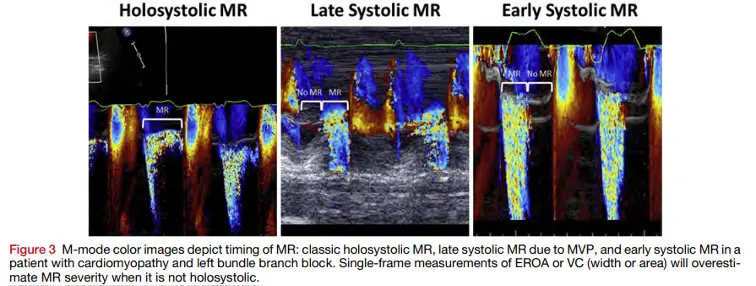 Holosystolic MR
Late Systolic MR
Early Systolic MR
MR
No MR
MR
MR
No MR
Figure 3 M-mode color images depict timing of MR: classic holosystolic MR, late systolic MR due to MVP, and early systolic MR in a
patient with cardiomyopathy and left bundle branch block. Single-frame measurements of EROA or VC (width or area) will overesti-
mate MR severity when it is not holosystolic.